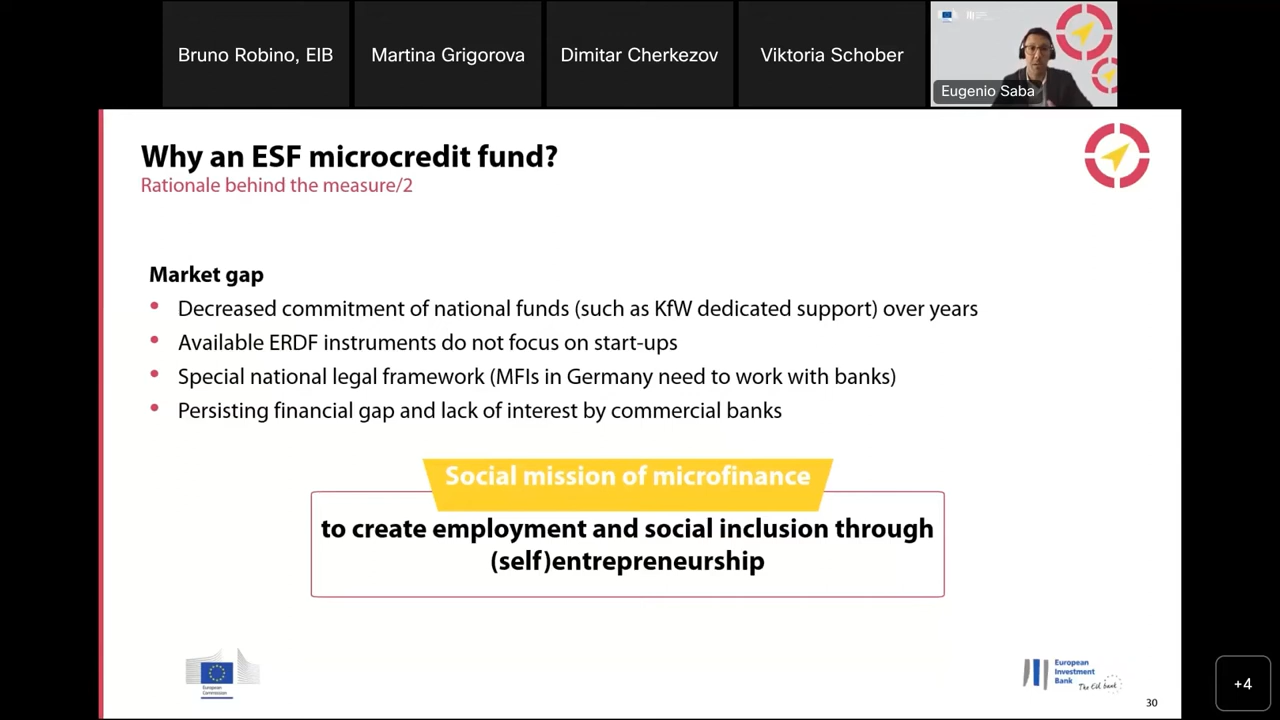 Bruno Robino, EIB
Martina Grigorova
Dimitar Cherkezov
Viktoria Schober
Eugenio Saba
Why an ESF microcredit fund?
Rationale behind the measure/2
Market gap
• Decreased commitment of national funds (such as KfW dedicated support) over years
• Available ERDF instruments do not focus on start-ups
• Special national legal framework (MFIs in Germany need to work with banks)
• Persisting financial gap and lack of interest by commercial banks
Social mission of microfinance
to create employment and social inclusion through
(self)entrepreneurship
European
Commission
European
Investment
Bank
The EU bank
30
+4